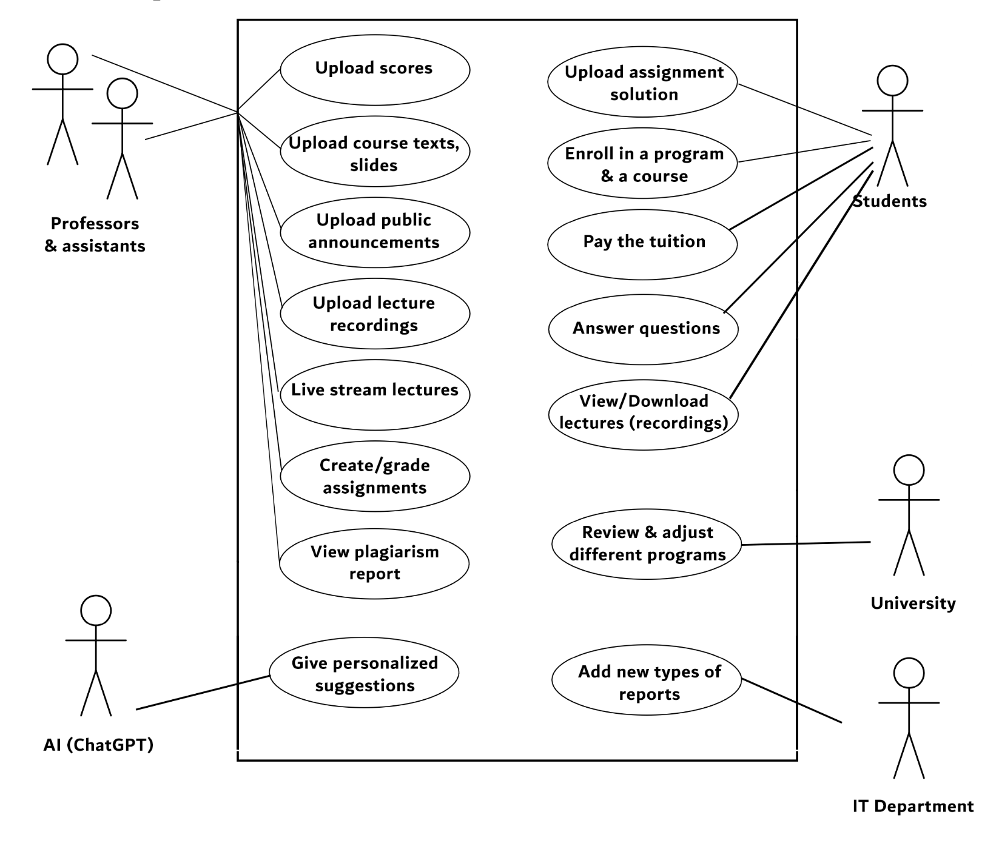 Upload scores
Upload course texts,
slides
Upload public
announcements
Upload lecture
recordings
Live stream lectures
Create/grade
assignments
View plagiarism
report
Give personalized
suggestions
Upload assignment
solution
Enroll in a program
& a course
Pay the tuition
Answer questions
View/Download
lectures (recordings)
Review & adjust
different programs
Add new types of
reports
Professors
& assistants
AI (ChatGPT)
Students
University
IT Department